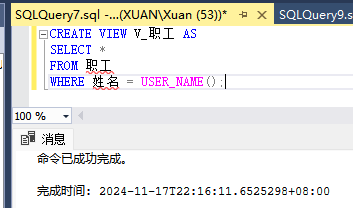 SQLQuery7.sql -...(XUAN\Xuan (53))*
SQLQuery9.s
CREATE VIEW V_职工 AS
SELECT *
FROM 职工
WHERE 姓名 = USER_NAME();
100 %
消息
命令已成功完成。
完成时间: 2024-11-17T22:16:11.6525298+08:00